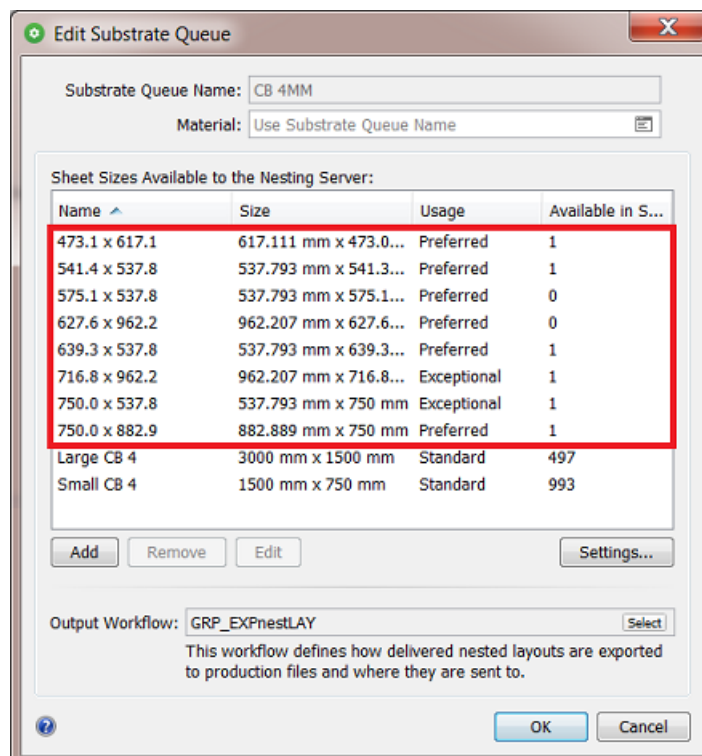 Edit Substrate Queue
Substrate Queue Name: CB 4MM
Material: Use Substrate Queue Name
Sheet Sizes Available to the Nesting Server:
Name Size Usage Available in S...
473.1 x 617.1 617.111 mm x 473.0... Preferred 1
541.4 x 537.8 537.793 mm x 541.3... Preferred 1
575.1 x 537.8 537.793 mm x 575.1... Preferred 0
627.6 x 962.2 962.207 mm x 627.6... Preferred 0
639.3 x 537.8 537.793 mm x 639.3... Preferred 1
716.8 x 962.2 962.207 mm x 716.8... Exceptional 1
750.0 x 537.8 537.793 mm x 750 mm Exceptional 1
750.0 x 882.9 882.889 mm x 750 mm Preferred 1
Large CB 4 3000 mm x 1500 mm Standard 497
Small CB 4 1500 mm x 750 mm Standard 993
Add Remove Edit Settings...
Output Workflow: GRP_EXPnestLAY Select
This workflow defines how delivered nested layouts are exported
to production files and where they are sent to.
OK Cancel